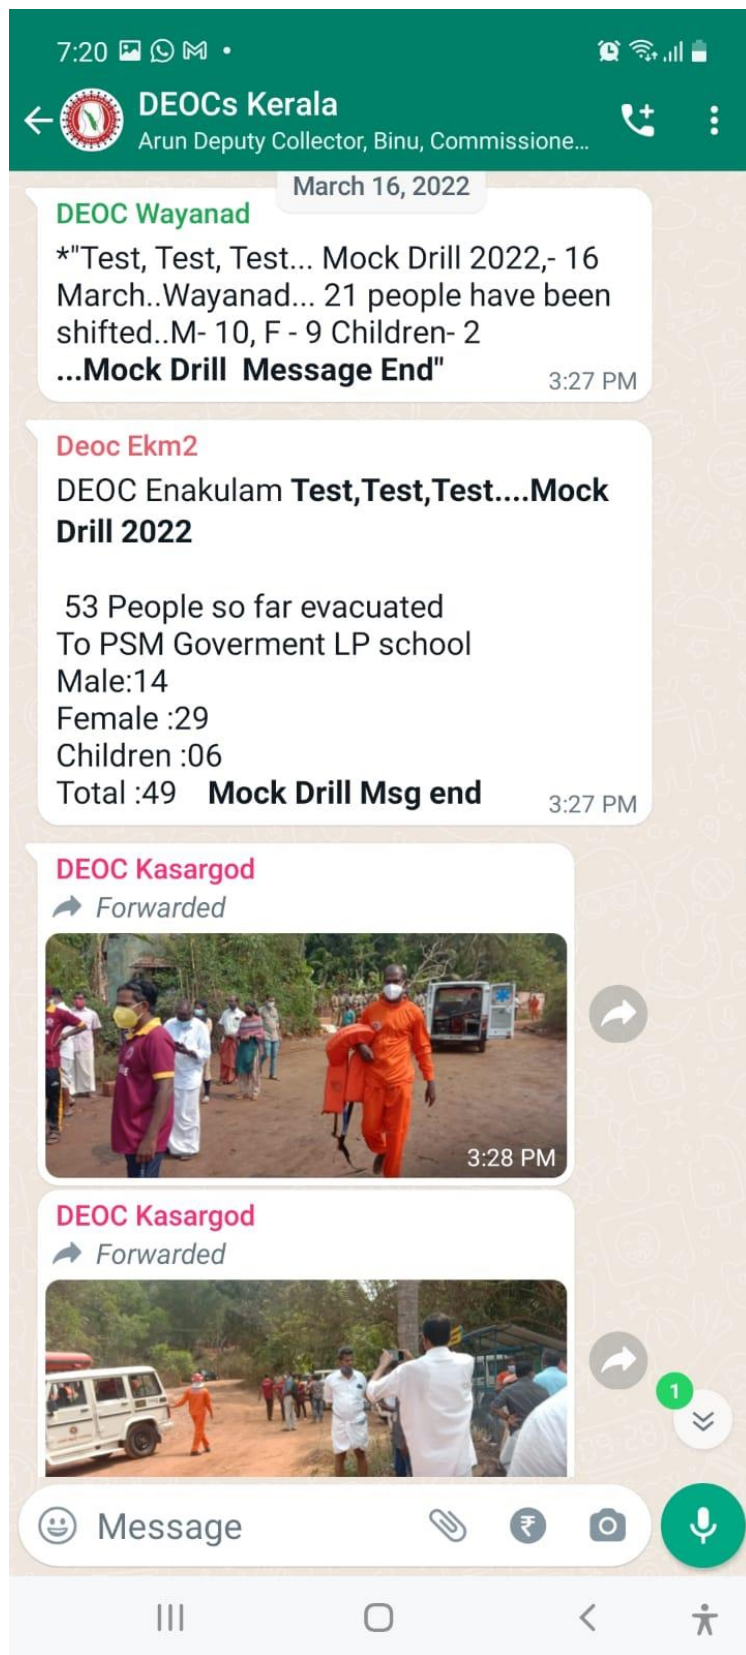 7:20
DEOCs Kerala
Arun Deputy Collector, Binu, Commissione...
March 16, 2022
DEOC Wayanad
*"Test, Test, Test... Mock Drill 2022,- 16
March..Wayanad... 21 people have been
shifted..M- 10, F - 9 Children- 2
...Mock Drill Message End"
3:27 PM
Deoc Ekm2
DEOC Enakulam Test,Test,Test....Mock
Drill 2022
53 People so far evacuated
To PSM Goverment LP school
Male:14
Female :29
Children :06
Total :49 Mock Drill Msg end
3:27 PM
DEOC Kasargod
Forwarded
3:28 PM
DEOC Kasargod
Forwarded
1
Message